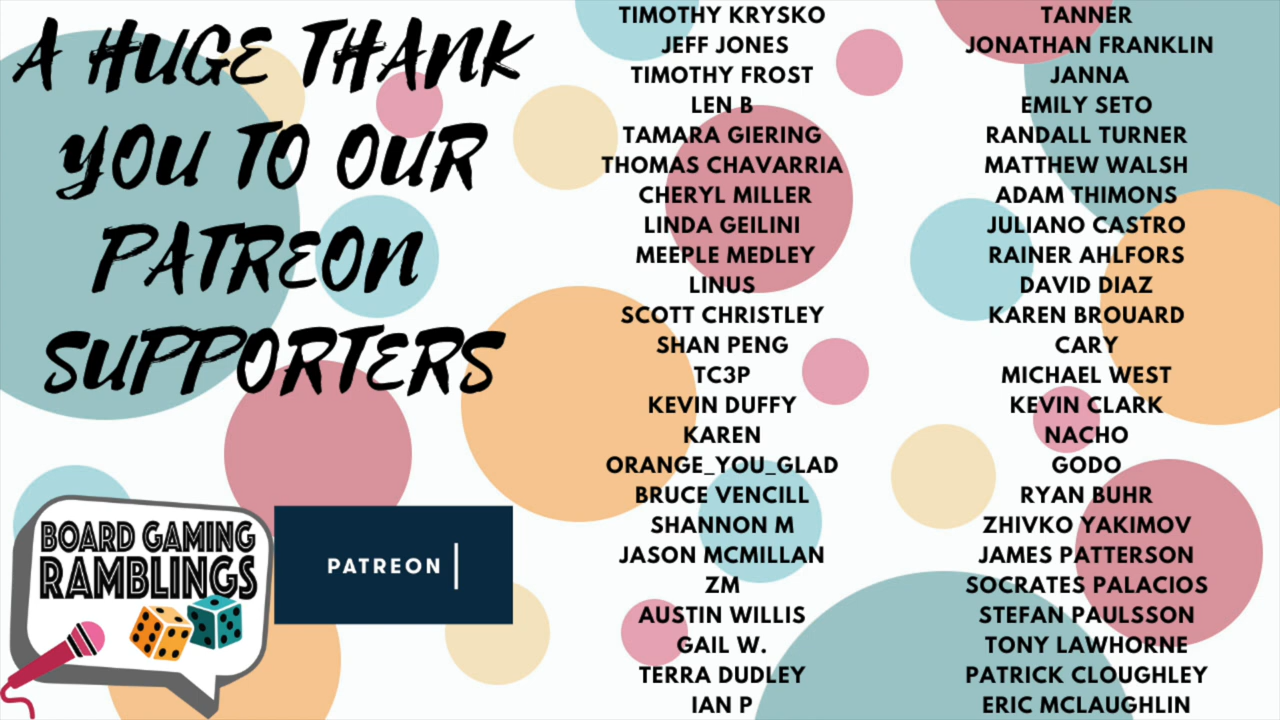 A HUGE THANK
YOU TO OUR
PATREON
SUPPORTERS
BOARD GAMING
RAMBLINGS
PATREON
TIMOTHY KRYSKO
JEFF JONES
TIMOTHY FROST
LEN B
TAMARA GIERING
THOMAS CHAVARRIA
CHERYL MILLER
LINDA GEILINI
MEEPLE MEDLEY
LINUS
SCOTT CHRISTLEY
SHAN PENG
TC3P
KEVIN DUFFY
KAREN
ORANGE_YOU_GLAD
BRUCE VENCILL
SHANNON M
JASON MCMILLAN
ZM
AUSTIN WILLIS
GAIL W.
TERRA DUDLEY
IAN P
TANNER
JONATHAN FRANKLIN
JANNA
EMILY SETO
RANDALL TURNER
MATTHEW WALSH
ADAM THIMONS
JULIANO CASTRO
RAINER AHLFORS
DAVID DIAZ
KAREN BROUARD
CARY
MICHAEL WEST
KEVIN CLARK
NACHO
GODO
RYAN BUHR
ZHIVKO YAKIMOV
JAMES PATTERSON
SOCRATES PALACIOS
STEFAN PAULSSON
TONY LAWHORNE
PATRICK CLOUGHLEY
ERIC MCLAUGHLIN